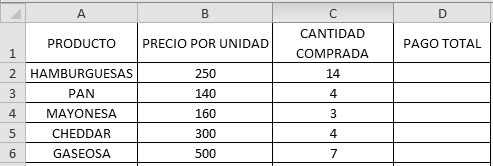 A B C D
1 PRODUCTO PRECIO POR UNIDAD CANTIDAD COMPRADA PAGO TOTAL
2 HAMBURGUESAS 250 14
3 PAN 140 4
4 MAYONESA 160 3
5 CHEDDAR 300 4
6 GASEOSA 500 7